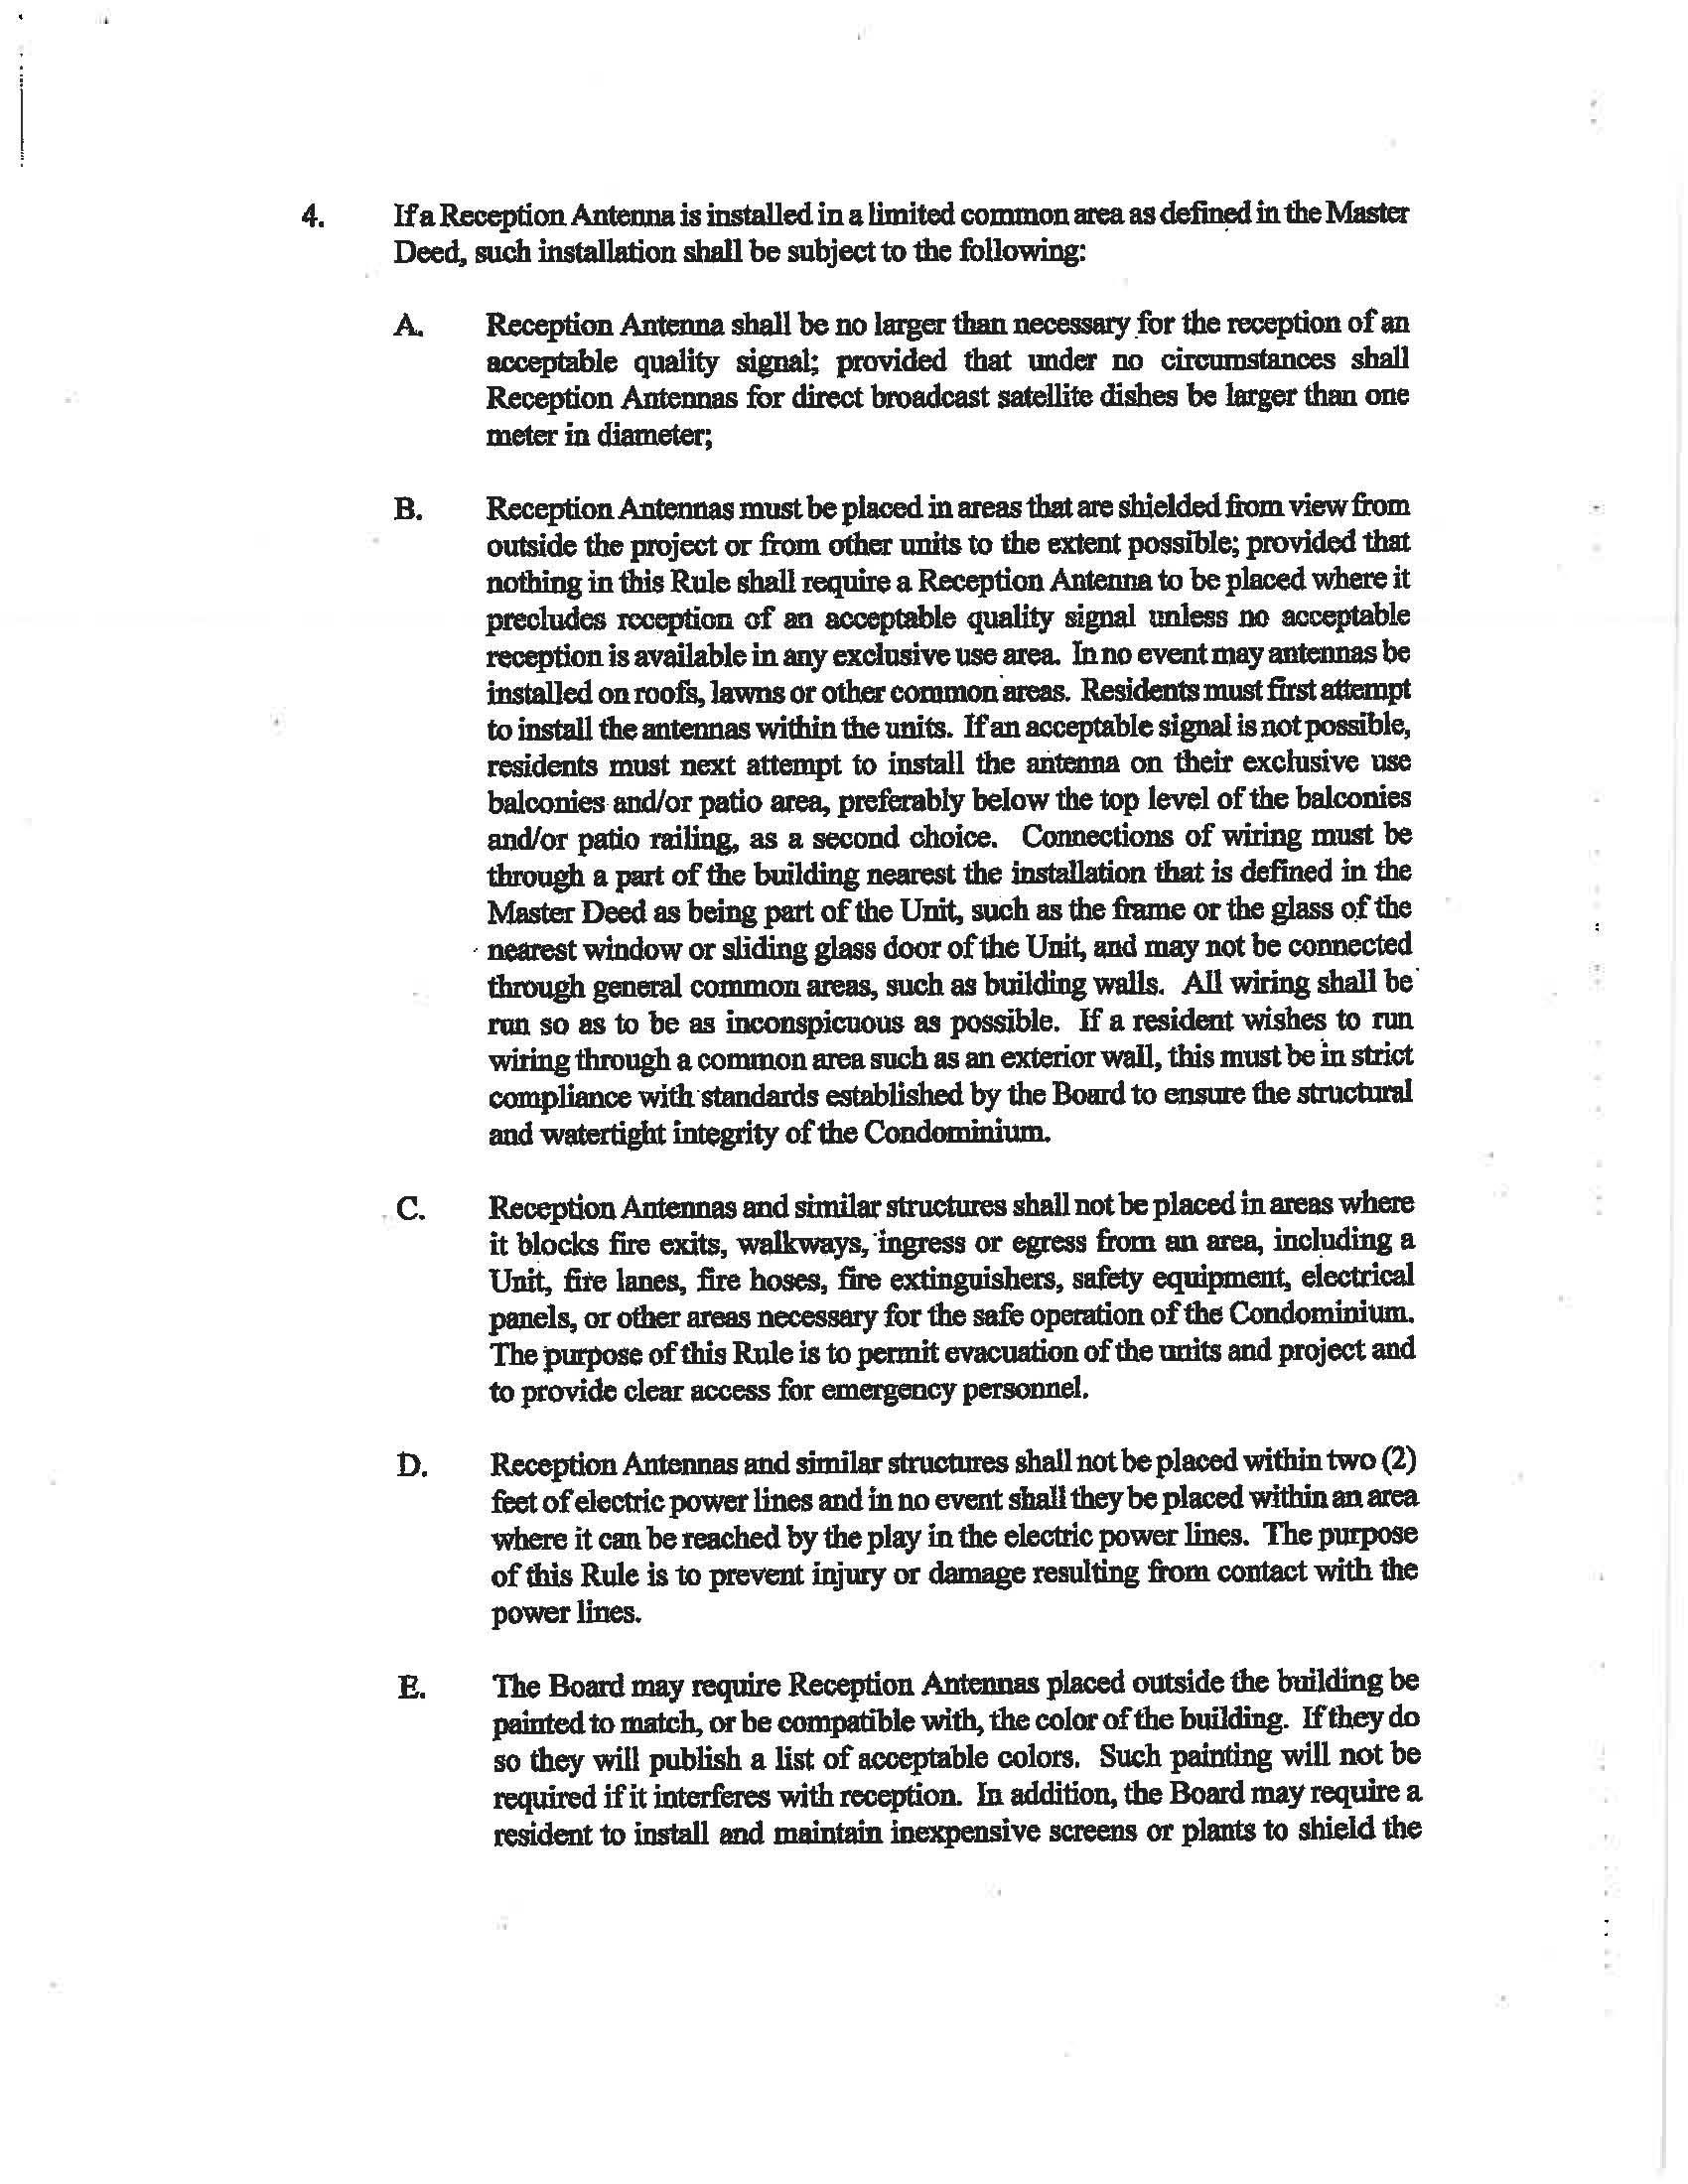 4. If a Reception Antenna is installed in a limited common area as defined in the Master
Deed, such installation shall be subject to the following:
A. Reception Antenna shall be no larger than necessary for the reception of an
acceptable quality signal; provided that under no circumstances shall
Reception Antennas for direct broadcast satellite dishes be larger than one
meter in diameter;
B. Reception Antennas must be placed in areas that are shielded from view from
outside the project or from other units to the extent possible; provided that
nothing in this Rule shall require a Reception Antenna to be placed where it
precludes reception of an acceptable quality signal unless no acceptable
reception is available in any exclusive use area. In no event may antennas be
installed on roofs, lawns or other common areas. Residents must first attempt
to install the antennas within the units. If an acceptable signal is not possible,
residents must next attempt to install the antenna on their exclusive use
balconies and/or patio area, preferably below the top level of the balconies
and/or patio railing, as a second choice. Connections of wiring must be
through a part of the building nearest the installation that is defined in the
Master Deed as being part of the Unit, such as the frame or the glass of the
nearest window or sliding glass door of the Unit, and may not be connected
through general common areas, such as building walls. All wiring shall be
run so as to be as inconspicuous as possible. If a resident wishes to run
wiring through a common area such as an exterior wall, this must be in strict
compliance with standards established by the Board to ensure the structural
and watertight integrity of the Condominium.
C. Reception Antennas and similar structures shall not be placed in areas where
it blocks fire exits, walkways, ingress or egress from an area, including a
Unit, fire lanes, fire hoses, fire extinguishers, safety equipment, electrical
panels, or other areas necessary for the safe operation of the Condominium.
The purpose of this Rule is to permit evacuation of the units and project and
to provide clear access for emergency personnel.
D. Reception Antennas and similar structures shall not be placed within two (2)
feet of electric power lines and in no event shall they be placed within an area
where it can be reached by the play in the electric power lines. The purpose
of this Rule is to prevent injury or damage resulting from contact with the
power lines.
E. The Board may require Reception Antennas placed outside the building be
painted to match, or be compatible with, the color of the building. If they do
so they will publish a list of acceptable colors. Such painting will not be
required if it interferes with reception. In addition, the Board may require a
resident to install and maintain inexpensive screens or plants to shield the